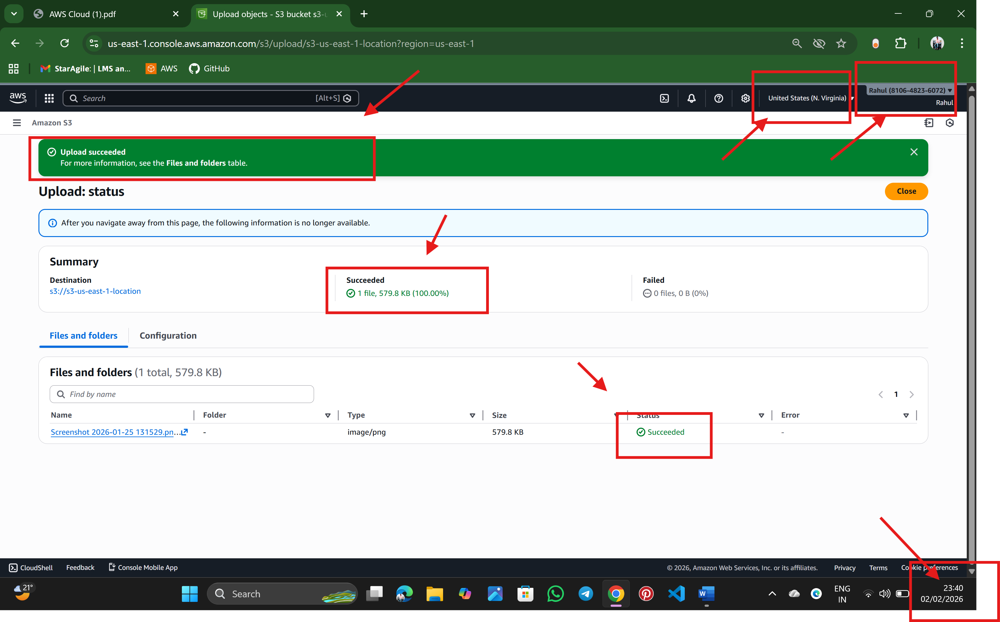 AWS Cloud (1).pdf
Upload objects - S3 bucket s3-u
us-east-1.console.aws.amazon.com/s3/upload/s3-us-east-1-location?region=us-east-1
StarAgile: | LMS an...
AWS
GitHub
aws
Search
[Alt+S]
United States (N. Virginia)
Rahul (8106-4823-6072)
Rahul
Amazon S3
Upload succeeded
For more information, see the Files and folders table.
Upload: status
Close
After you navigate away from this page, the following information is no longer available.
Summary
Destination
s3://s3-us-east-1-location
Succeeded
1 file, 579.8 KB (100.00%)
Failed
0 files, 0 B (0%)
Files and folders
Configuration
Files and folders (1 total, 579.8 KB)
Find by name
1
Name
Folder
Type
Size
Status
Error
Screenshot 2026-01-25 131529.pn...
-
image/png
579.8 KB
Succeeded
-
CloudShell
Feedback
Console Mobile App
© 2026, Amazon Web Services, Inc. or its affiliates.
Privacy
Terms
Cookie preferences
21°
Search
ENG
IN
23:40
02/02/2026